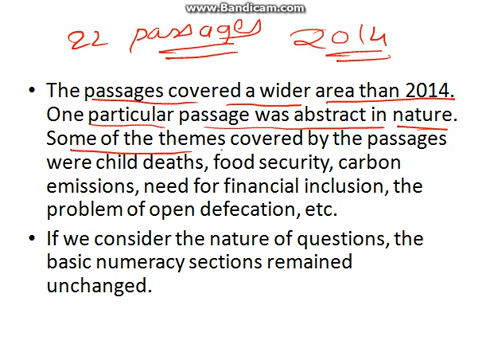 www.Bandicam.com
22 passages 2014
• The passages covered a wider area than 2014.
One particular passage was abstract in nature.
Some of the themes covered by the passages
were child deaths, food security, carbon
emissions, need for financial inclusion, the
problem of open defecation, etc.
• If we consider the nature of questions, the
basic numeracy sections remained
unchanged.